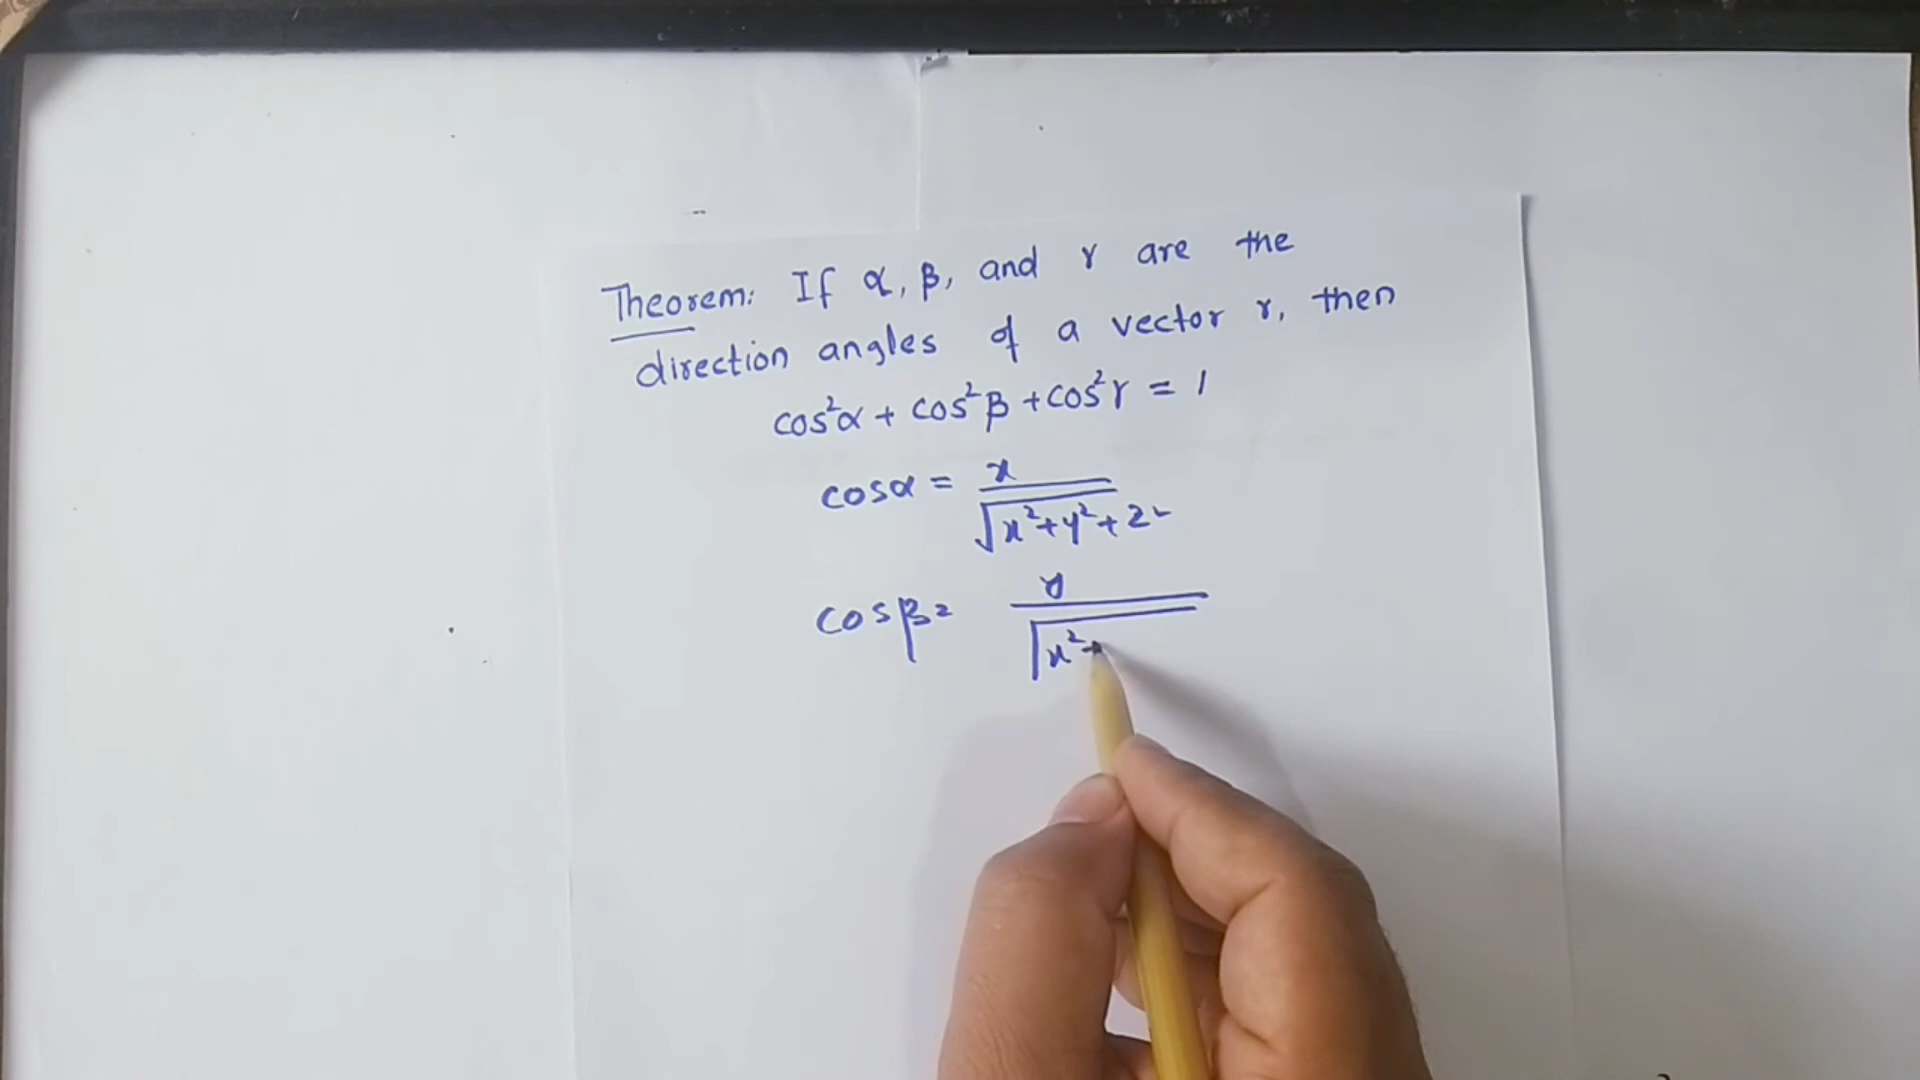 Theorem: If α, β, and γ are the
direction angles of a vector r, then
cos²α + cos²β + cos²γ = 1
cosα = x / √x²+y²+z²
cosβ = y / √x²+